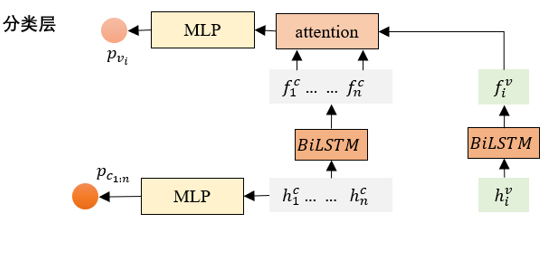 分类层
MLP
attention
p_{v_i}
f_1^c ... ... f_n^c
f_i^v
BiLSTM
BiLSTM
p_{c_{1:n}}
MLP
h_1^c ... ... h_n^c
h_i^v